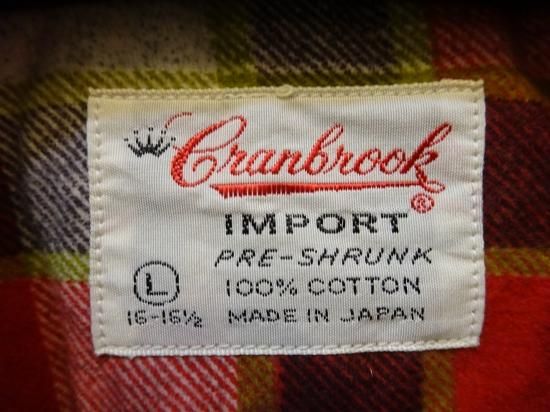 Cranbrook ®
IMPORT
PRE-SHRUNK
L 100% COTTON
16-16½ MADE IN JAPAN